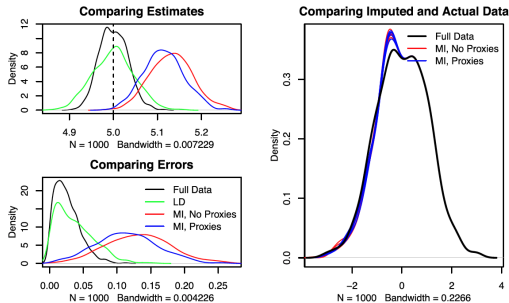 Comparing Estimates
Density
0 2 4 6 8 12
4.9 5.0 5.1 5.2
N = 1000 Bandwidth = 0.007229
Comparing Errors
Density
0 5 10 20
Full Data
LD
MI, No Proxies
MI, Proxies
0.00 0.05 0.10 0.15 0.20 0.25
N = 1000 Bandwidth = 0.004226
Comparing Imputed and Actual Data
Density
0.0 0.1 0.2 0.3
Full Data
MI, No Proxies
MI, Proxies
−2 0 2 4
N = 1000 Bandwidth = 0.2266